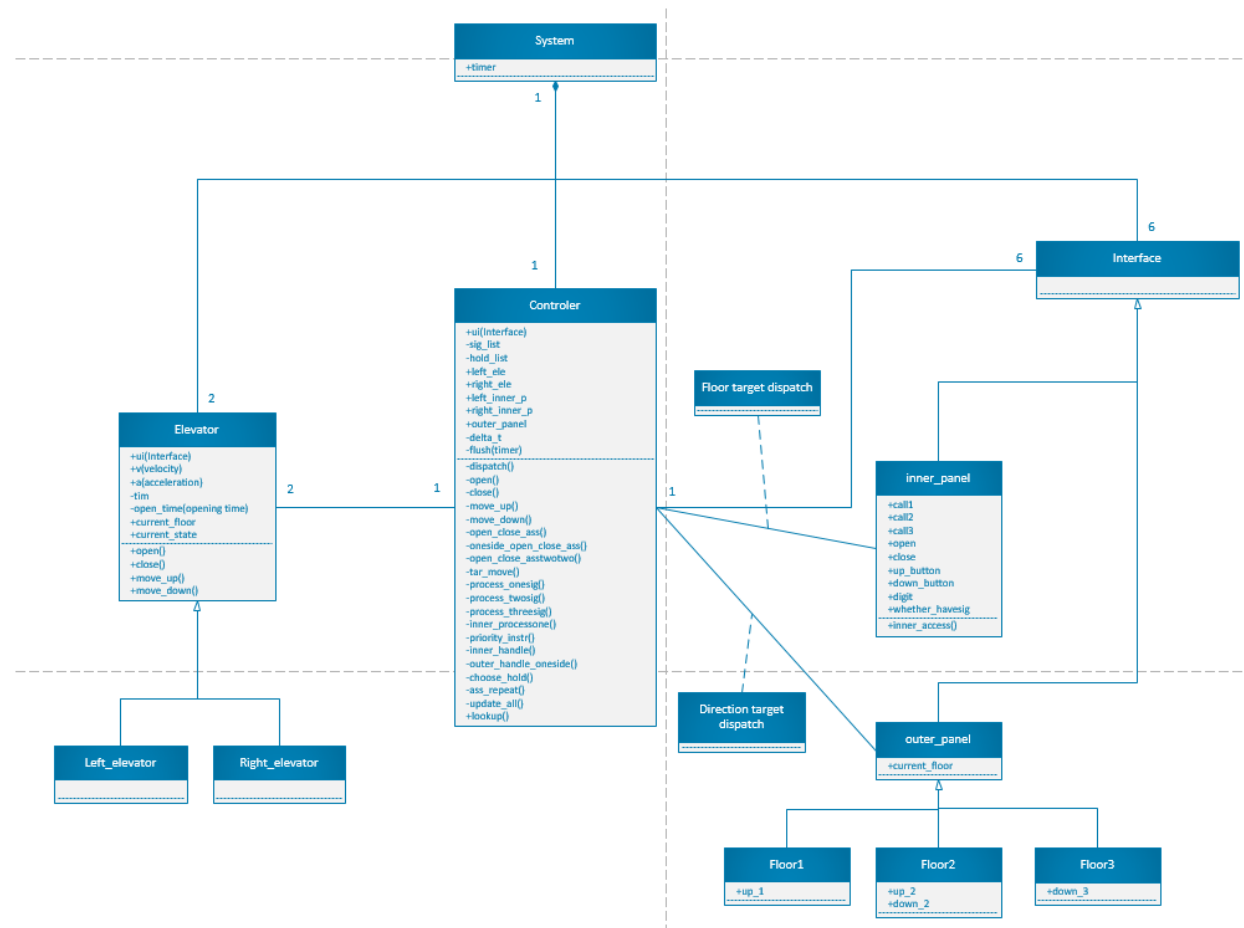 System
+timer
1
1
2
6
6
Interface
Controler
+ui(Interface)
-sig_list
-hold_list
+left_ele
+right_ele
+left_inner_p
+right_inner_p
+outer_panel
-delta_t
-flush(timer)
-dispatch()
-open()
-close()
-move_up()
-move_down()
-open_close_ass()
-oneside_open_close_ass()
-open_close_asstwotwo()
-tar_move()
-process_onesig()
-process_twosig()
-process_threesig()
-inner_processone()
-priority_instr()
-inner_handle()
-outer_handle_oneside()
-choose_hold()
-ass_repeat()
-update_all()
+lookup()
Elevator
+ui(Interface)
+v(velocity)
+a(acceleration)
-tim
-open_time(opening time)
+current_floor
+current_state
+open()
+close()
+move_up()
+move_down()
2
1
1
Floor target dispatch
inner_panel
+call1
+call2
+call3
+open
+close
+up_button
+down_button
+digit
+whether_havesig
+inner_access()
Direction target
dispatch
outer_panel
+current_floor
Left_elevator
Right_elevator
Floor1
+up_1
Floor2
+up_2
+down_2
Floor3
+down_3